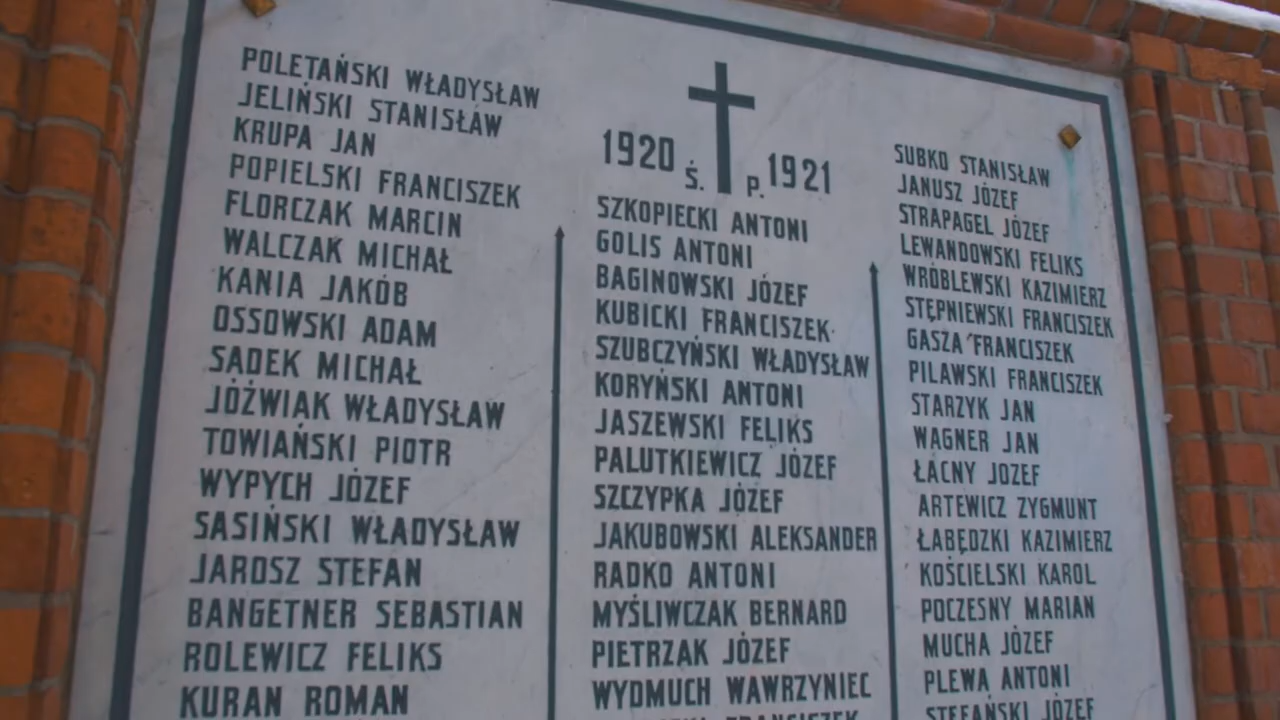 POLETAŃSKI WŁADYSŁAW
JELIŃSKI STANISŁAW
KRUPA JAN
POPIELSKI FRANCISZEK
FLORCZAK MARCIN
WALCZAK MICHAŁ
KANIA JAKÓB
OSSOWSKI ADAM
SADEK MICHAŁ
JÓŹWIAK WŁADYSŁAW
TOWIAŃSKI PIOTR
WYPYCH JÓZEF
SASIŃSKI WŁADYSŁAW
JAROSZ STEFAN
BANGETNER SEBASTIAN
ROLEWICZ FELIKS
KURAN ROMAN
1920 Ś. P. 1921
SZKOPIECKI ANTONI
GOLIS ANTONI
BAGINOWSKI JÓZEF
KUBICKI FRANCISZEK
SZUBCZYŃSKI WŁADYSŁAW
KORYŃSKI ANTONI
JASZEWSKI FELIKS
PALUTKIEWICZ JÓZEF
SZCZYPKA JÓZEF
JAKUBOWSKI ALEKSANDER
RADKO ANTONI
MYŚLIWCZAK BERNARD
PIETRZAK JÓZEF
WYDMUCH WAWRZYNIEC
FRANCISZEK
SUBKO STANISŁAW
JANUSZ JÓZEF
STRAPAGEL JÓZEF
LEWANDOWSKI FELIKS
WRÓBLEWSKI KAZIMIERZ
STĘPNIEWSKI FRANCISZEK
GASZA FRANCISZEK
PILAWSKI FRANCISZEK
STARZYK JAN
WAGNER JAN
ŁĄCNY JÓZEF
ARTEWICZ ZYGMUNT
ŁABĘDZKI KAZIMIERZ
KOŚCIELSKI KAROL
POCZESNY MARIAN
MUCHA JÓZEF
PLEWA ANTONI
STEFAŃSKI JÓZEF